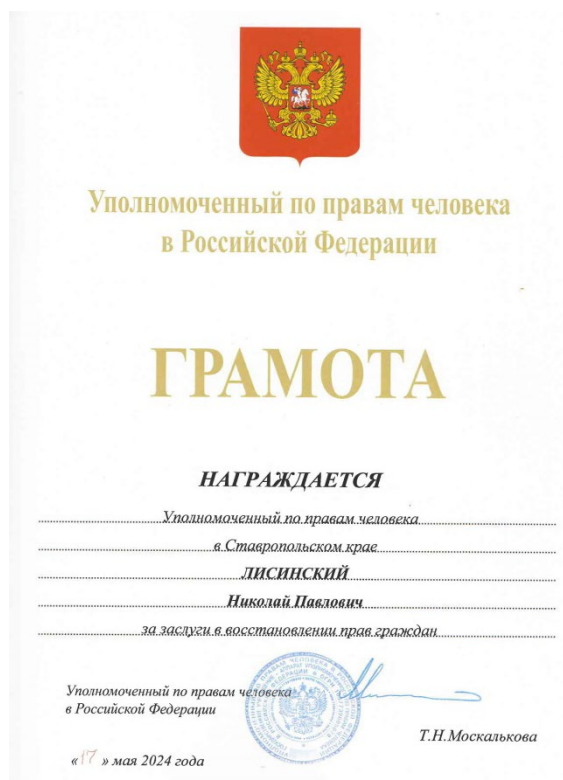 Уполномоченный по правам человека
в Российской Федерации
ГРАМОТА
НАГРАЖДАЕТСЯ
Уполномоченный по правам человека
в Ставропольском крае
ЛИСИНСКИЙ
Николай Павлович
за заслуги в восстановлении прав граждан
Уполномоченный по правам человека
в Российской Федерации
Т.Н.Москалькова
«17» мая 2024 года